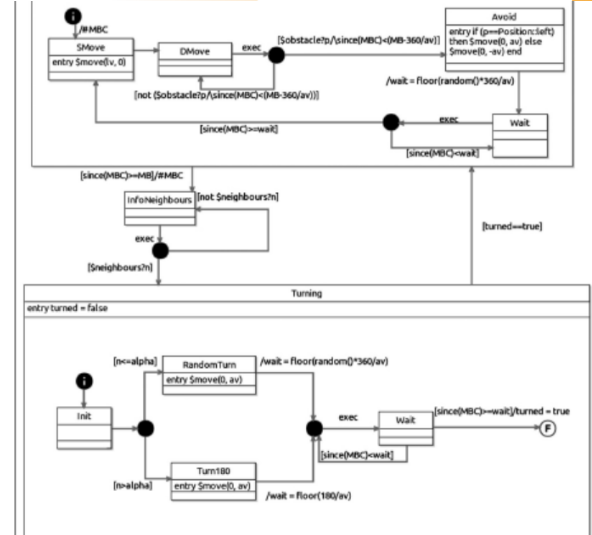 i
/#MBC
SMove
entry $move(lv, 0)
DMove
exec
[$obstacle?p/\since(MBC)<(MB-360/av)]
[not ($obstacle?p/\since(MBC)<(MB-360/av))]
Avoid
entry if (p==Position::left)
then $move(0, av) else
$move(0, -av) end
/wait = floor(random()*360/av)
exec
Wait
[since(MBC)>=wait]
[since(MBC)<wait]
[since(MBC)>=MB]/#MBC
InfoNeighbours
[not $neighbours?n]
exec
[$neighbours?n]
[turned==true]
Turning
entry turned = false
i
Init
[n<=alpha]
RandomTurn
entry $move(0, av)
/wait = floor(random()*360/av)
[n>alpha]
Turn180
entry $move(0, av)
/wait = floor(180/av)
exec
Wait
[since(MBC)<wait]
[since(MBC)>=wait]/turned = true
F